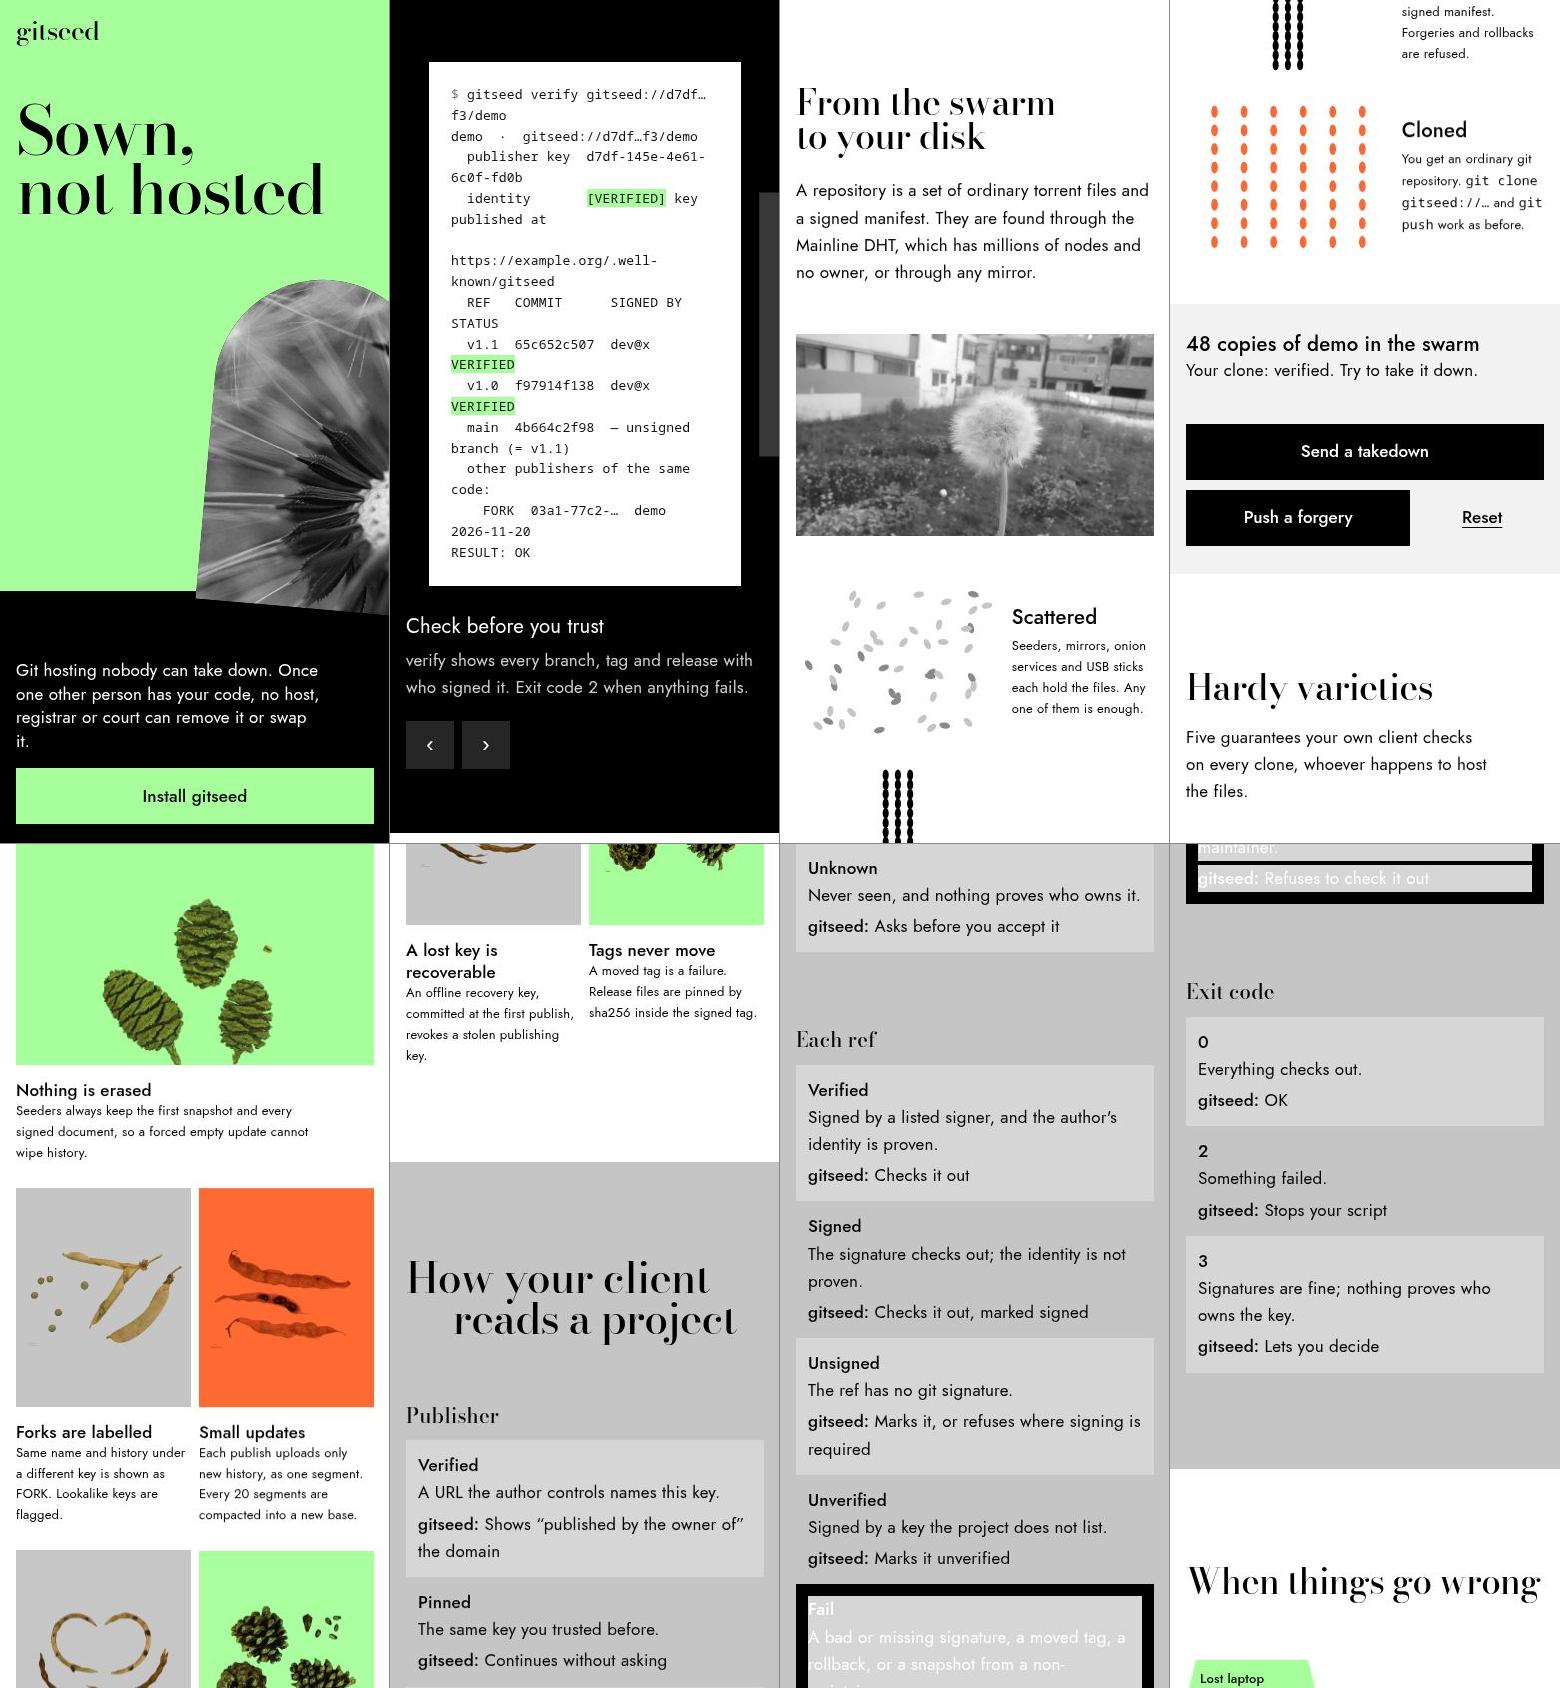 gitseed
Sown,
not hosted
Git hosting nobody can take down. Once
one other person has your code, no host,
registrar or court can remove it or swap
it.
Install gitseed
$ gitseed verify gitseed://d7df…
f3/demo
demo · gitseed://d7df…f3/demo
publisher key d7df-145e-4e61-
6c0f-fd0b
identity [VERIFIED] key
published at
https://example.org/.well-
known/gitseed
REF COMMIT SIGNED BY
STATUS
v1.1 65c652c507 dev@x
VERIFIED
v1.0 f97914f138 dev@x
VERIFIED
main 4b664c2f98 — unsigned
branch (= v1.1)
other publishers of the same
code:
FORK 03a1-77c2-… demo
2026-11-20
RESULT: OK
Check before you trust
verify shows every branch, tag and release with
who signed it. Exit code 2 when anything fails.
‹ ›
From the swarm
to your disk
A repository is a set of ordinary torrent files and
a signed manifest. They are found through the
Mainline DHT, which has millions of nodes and
no owner, or through any mirror.
Scattered
Seeders, mirrors, onion
services and USB sticks
each hold the files. Any
one of them is enough.
signed manifest.
Forgeries and rollbacks
are refused.
Cloned
You get an ordinary git
repository. git clone
gitseed://… and git
push work as before.
48 copies of demo in the swarm
Your clone: verified. Try to take it down.
Send a takedown
Push a forgery
Reset
Hardy varieties
Five guarantees your own client checks
on every clone, whoever happens to host
the files.
Nothing is erased
Seeders always keep the first snapshot and every
signed document, so a forced empty update cannot
wipe history.
Forks are labelled
Same name and history under
a different key is shown as
FORK. Lookalike keys are
flagged.
Small updates
Each publish uploads only
new history, as one segment.
Every 20 segments are
compacted into a new base.
A lost key is
recoverable
An offline recovery key,
committed at the first publish,
revokes a stolen publishing
key.
Tags never move
A moved tag is a failure.
Release files are pinned by
sha256 inside the signed tag.
How your client
reads a project
Publisher
Verified
A URL the author controls names this key.
gitseed: Shows “published by the owner of”
the domain
Pinned
The same key you trusted before.
gitseed: Continues without asking
Unknown
Never seen, and nothing proves who owns it.
gitseed: Asks before you accept it
Each ref
Verified
Signed by a listed signer, and the author's
identity is proven.
gitseed: Checks it out
Signed
The signature checks out; the identity is not
proven.
gitseed: Checks it out, marked signed
Unsigned
The ref has no git signature.
gitseed: Marks it, or refuses where signing is
required
Unverified
Signed by a key the project does not list.
gitseed: Marks it unverified
Fail
A bad or missing signature, a moved tag, a
rollback, or a snapshot from a non-
maintainer.
gitseed: Refuses to check it out
Exit code
0
Everything checks out.
gitseed: OK
2
Something failed.
gitseed: Stops your script
3
Signatures are fine; nothing proves who
owns the key.
gitseed: Lets you decide
When things go wrong
Lost laptop